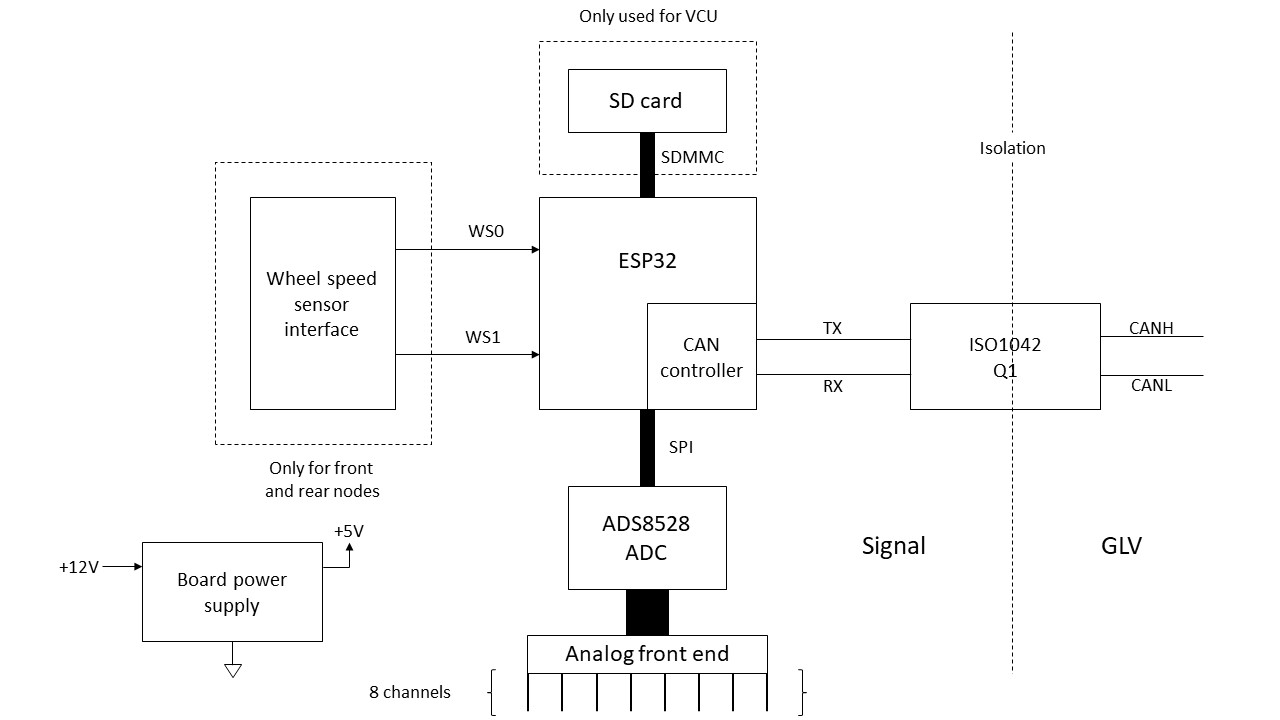 Only used for VCU
SD card
SDMMC
Isolation
WS0
ESP32
Wheel speed
sensor
interface
WS1
CAN
controller
TX
RX
ISO1042
Q1
CANH
CANL
SPI
Only for front
and rear nodes
ADS8528
ADC
Signal
GLV
+5V
+12V
Board power
supply
Analog front end
8 channels